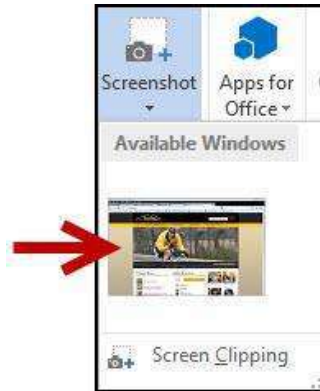 Screenshot
Apps for
Office
Available Windows
Screen Clipping